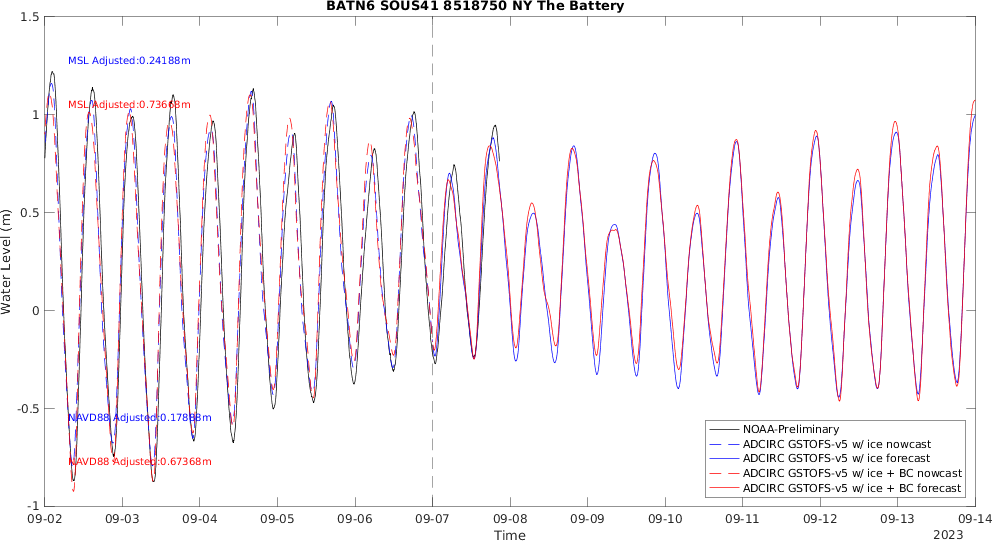 BATN6 SOUS41 8518750 NY The Battery
1.5
1
0.5
0
-0.5
-1
Water Level (m)
MSL Adjusted:0.24188m
MSL Adjusted:0.73668m
NAVD88 Adjusted:0.17888m
NAVD88 Adjusted:0.67368m
NOAA-Preliminary
ADCIRC GSTOFS-v5 w/ ice nowcast
ADCIRC GSTOFS-v5 w/ ice forecast
ADCIRC GSTOFS-v5 w/ ice + BC nowcast
ADCIRC GSTOFS-v5 w/ ice + BC forecast
09-02 09-03 09-04 09-05 09-06 09-07 09-08 09-09 09-10 09-11 09-12 09-13 09-14
Time
2023